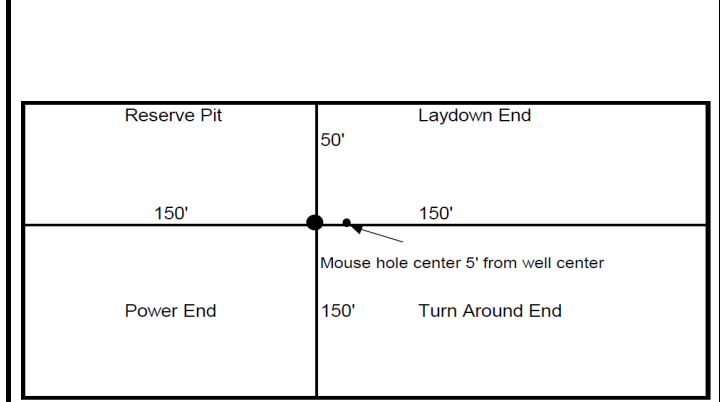 Reserve Pit
Laydown End
50'
150'
150'
Mouse hole center 5' from well center
Power End
150'
Turn Around End